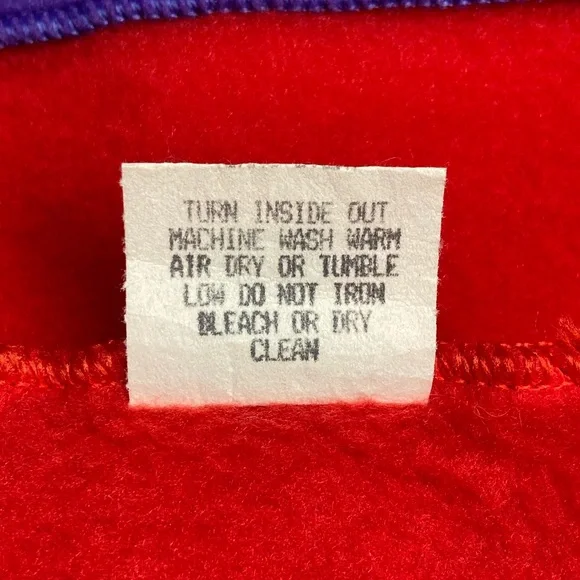 TURN INSIDE OUT
MACHINE WASH WARM
AIR DRY OR TUMBLE
LOW DO NOT IRON
BLEACH OR DRY
CLEAN